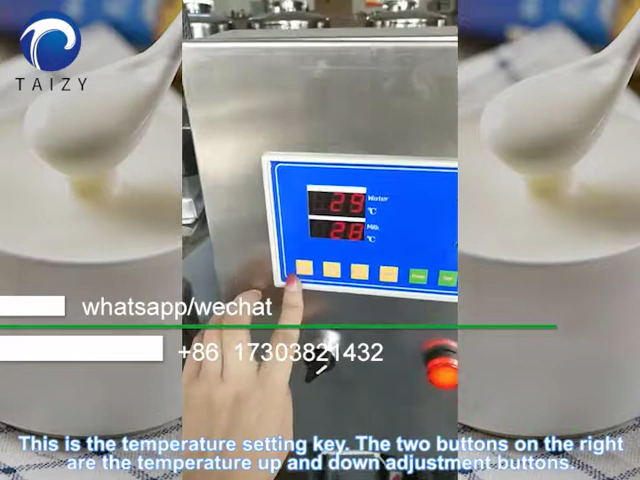 TAIZY
29
Water
℃
28
Milk
℃
whatsapp/wechat
+86 17303821432
This is the temperature setting key. The two buttons on the right
are the temperature up and down adjustment buttons.